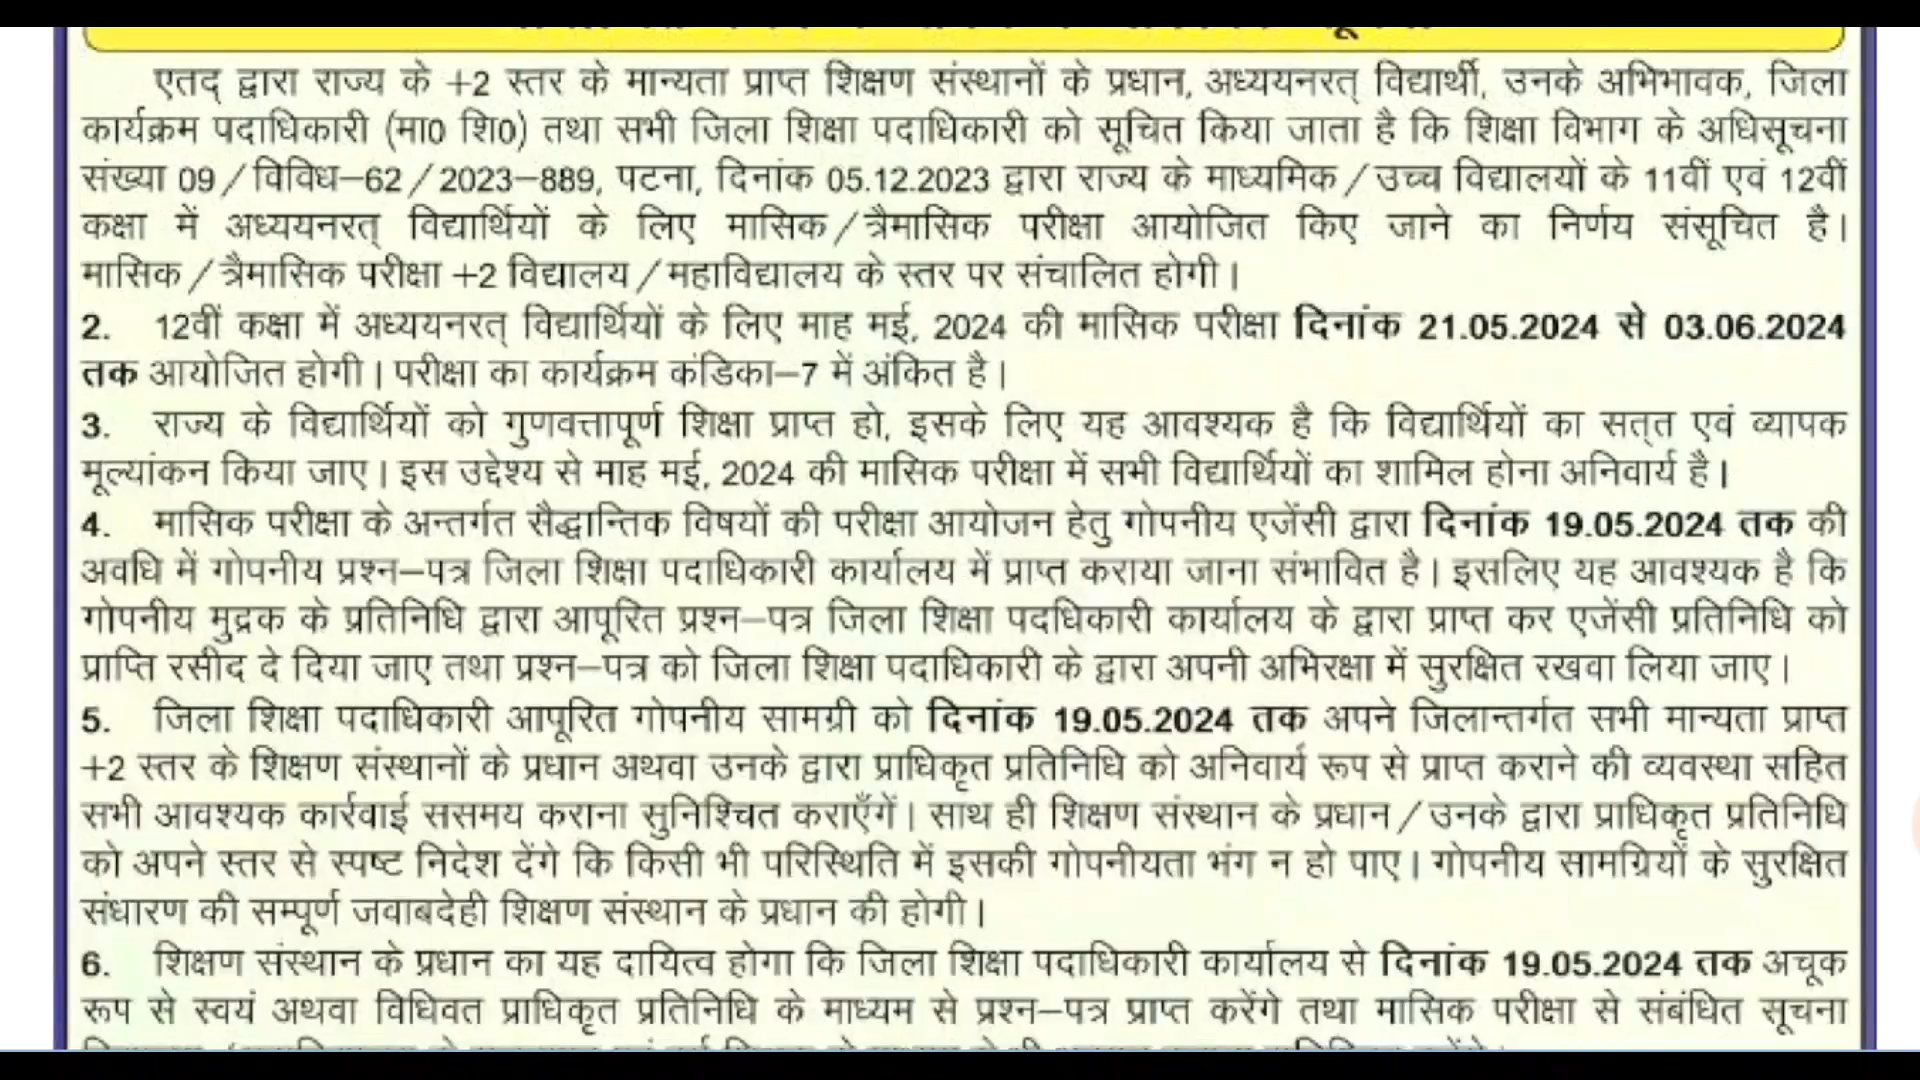 एतद् द्वारा राज्य के +2 स्तर के मान्यता प्राप्त शिक्षण संस्थानों के प्रधान, अध्ययनरत् विद्यार्थी, उनके अभिभावक, जिला
कार्यक्रम पदाधिकारी (मा0 शि0) तथा सभी जिला शिक्षा पदाधिकारी को सूचित किया जाता है कि शिक्षा विभाग के अधिसूचना
संख्या 09/विविध–62/2023–889, पटना, दिनांक 05.12.2023 द्वारा राज्य के माध्यमिक/उच्च विद्यालयों के 11वीं एवं 12वीं
कक्षा में अध्ययनरत् विद्यार्थियों के लिए मासिक/त्रैमासिक परीक्षा आयोजित किए जाने का निर्णय संसूचित है।
मासिक/त्रैमासिक परीक्षा +2 विद्यालय/महाविद्यालय के स्तर पर संचालित होगी।
2. 12वीं कक्षा में अध्ययनरत् विद्यार्थियों के लिए माह मई, 2024 की मासिक परीक्षा दिनांक 21.05.2024 से 03.06.2024
तक आयोजित होगी। परीक्षा का कार्यक्रम कंडिका–7 में अंकित है।
3. राज्य के विद्यार्थियों को गुणवत्तापूर्ण शिक्षा प्राप्त हो, इसके लिए यह आवश्यक है कि विद्यार्थियों का सत्त एवं व्यापक
मूल्यांकन किया जाए। इस उद्देश्य से माह मई, 2024 की मासिक परीक्षा में सभी विद्यार्थियों का शामिल होना अनिवार्य है।
4. मासिक परीक्षा के अन्तर्गत सैद्धान्तिक विषयों की परीक्षा आयोजन हेतु गोपनीय एजेंसी द्वारा दिनांक 19.05.2024 तक की
अवधि में गोपनीय प्रश्न–पत्र जिला शिक्षा पदाधिकारी कार्यालय में प्राप्त कराया जाना संभावित है। इसलिए यह आवश्यक है कि
गोपनीय मुद्रक के प्रतिनिधि द्वारा आपूरित प्रश्न–पत्र जिला शिक्षा पदधिकारी कार्यालय के द्वारा प्राप्त कर एजेंसी प्रतिनिधि को
प्राप्ति रसीद दे दिया जाए तथा प्रश्न–पत्र को जिला शिक्षा पदाधिकारी के द्वारा अपनी अभिरक्षा में सुरक्षित रखवा लिया जाए।
5. जिला शिक्षा पदाधिकारी आपूरित गोपनीय सामग्री को दिनांक 19.05.2024 तक अपने जिलान्तर्गत सभी मान्यता प्राप्त
+2 स्तर के शिक्षण संस्थानों के प्रधान अथवा उनके द्वारा प्राधिकृत प्रतिनिधि को अनिवार्य रूप से प्राप्त कराने की व्यवस्था सहित
सभी आवश्यक कार्रवाई ससमय कराना सुनिश्चित कराएँगें। साथ ही शिक्षण संस्थान के प्रधान/उनके द्वारा प्राधिकृत प्रतिनिधि
को अपने स्तर से स्पष्ट निदेश देंगे कि किसी भी परिस्थिति में इसकी गोपनीयता भंग न हो पाए। गोपनीय सामग्रियों के सुरक्षित
संधारण की सम्पूर्ण जवाबदेही शिक्षण संस्थान के प्रधान की होगी।
6. शिक्षण संस्थान के प्रधान का यह दायित्व होगा कि जिला शिक्षा पदाधिकारी कार्यालय से दिनांक 19.05.2024 तक अचूक
रूप से स्वयं अथवा विधिवत प्राधिकृत प्रतिनिधि के माध्यम से प्रश्न–पत्र प्राप्त करेंगे तथा मासिक परीक्षा से संबंधित सूचना